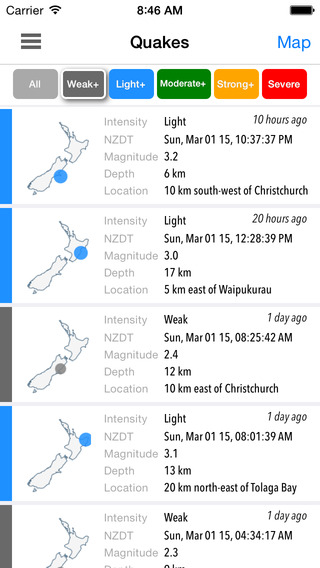 Carrier 8:46 AM
Quakes Map
All Weak+ Light+ Moderate+ Strong+ Severe
Intensity Light 10 hours ago
NZDT Sun, Mar 01 15, 10:37:37 PM
Magnitude 3.2
Depth 6 km
Location 10 km south-west of Christchurch
Intensity Light 20 hours ago
NZDT Sun, Mar 01 15, 12:28:39 PM
Magnitude 3.0
Depth 17 km
Location 5 km east of Waipukurau
Intensity Weak 1 day ago
NZDT Sun, Mar 01 15, 08:25:42 AM
Magnitude 2.4
Depth 12 km
Location 10 km east of Christchurch
Intensity Light 1 day ago
NZDT Sun, Mar 01 15, 08:01:39 AM
Magnitude 3.1
Depth 13 km
Location 20 km north-east of Tolaga Bay
Intensity Weak 1 day ago
NZDT Sun, Mar 01 15, 04:34:17 AM
Magnitude 2.3